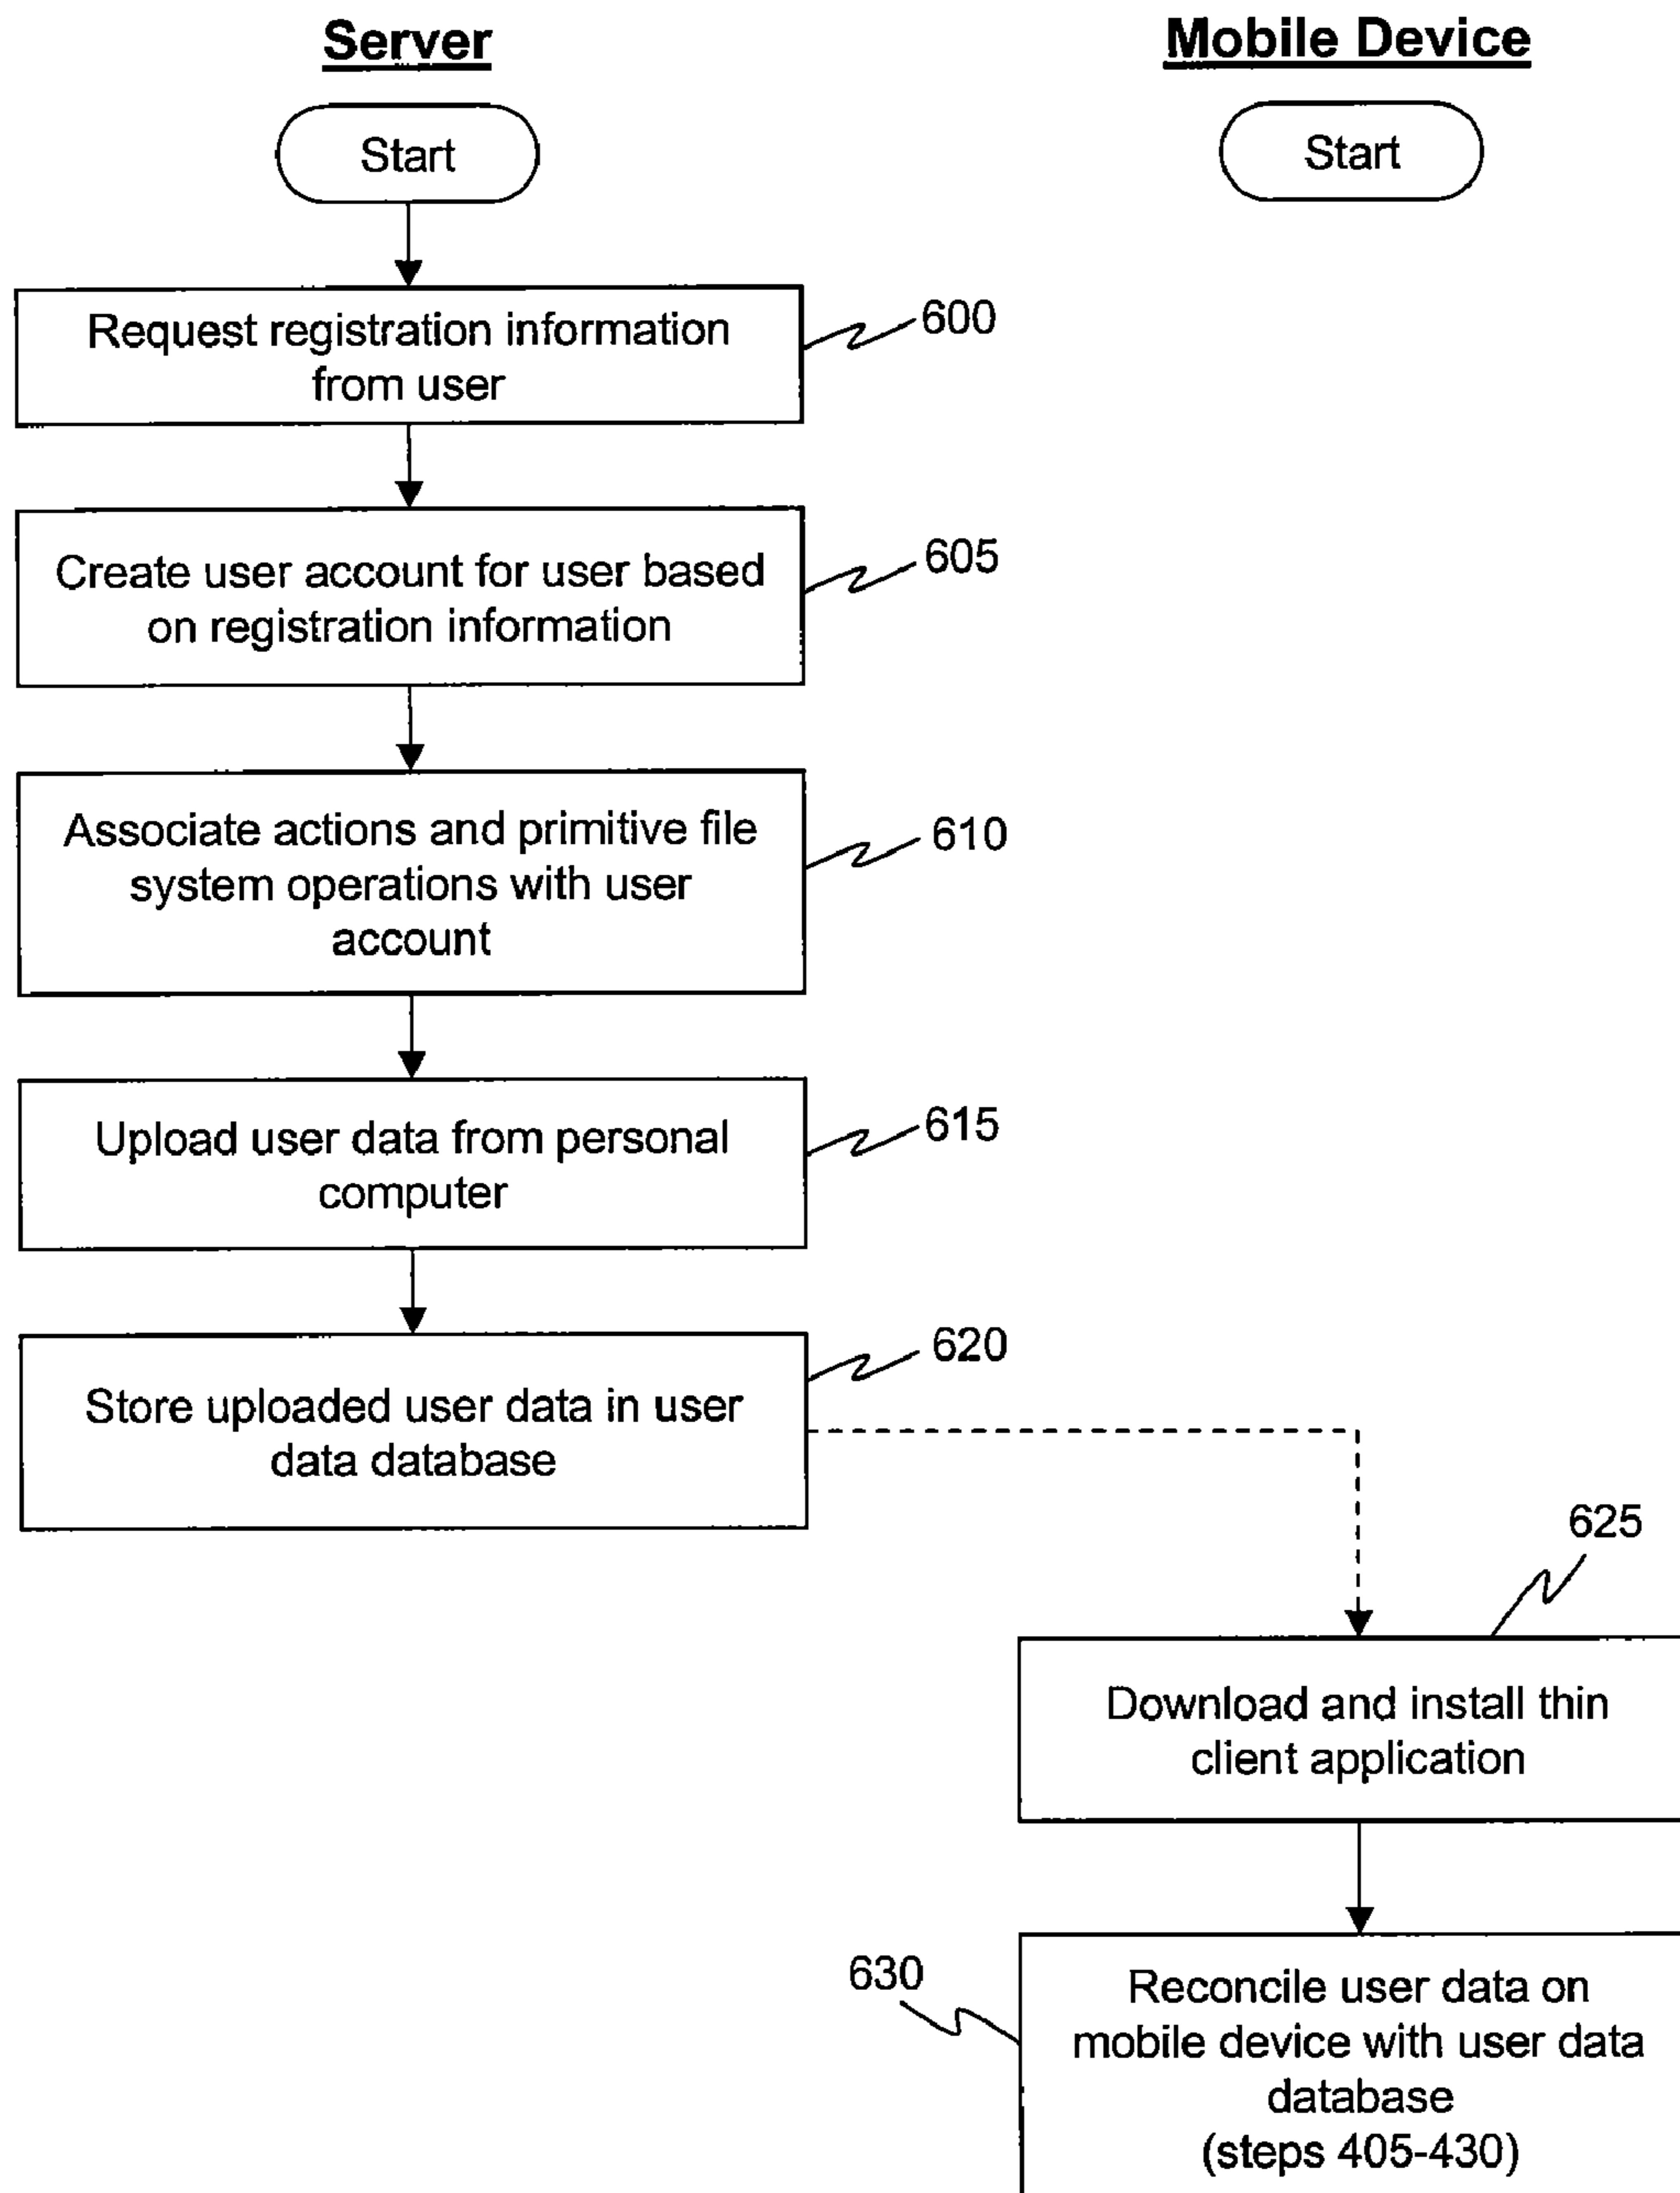 Server
Mobile Device
Start
Start
Request registration information
from user
600
Create user account for user based
on registration information
605
Associate actions and primitive file
system operations with user
account
610
Upload user data from personal
computer
615
Store uploaded user data in user
data database
620
625
Download and install thin
client application
630
Reconcile user data on
mobile device with user data
database
(steps 405-430)